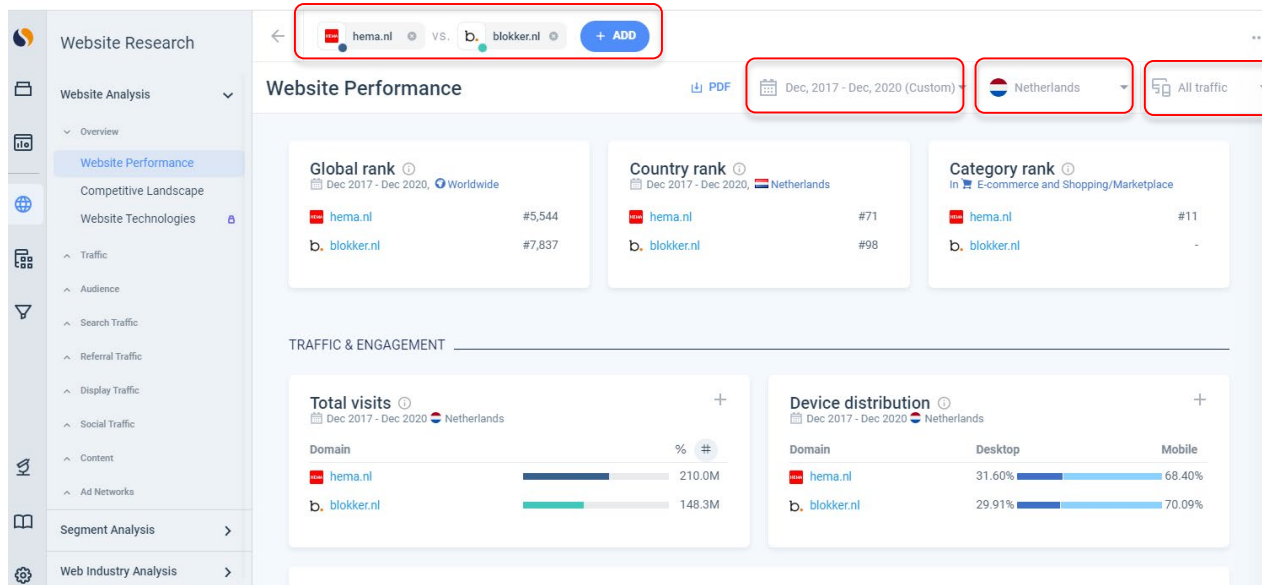 Website Research
hema.nl vs. b. blokker.nl + ADD
Website Analysis
Overview
Website Performance
Competitive Landscape
Website Technologies
Traffic
Audience
Search Traffic
Referral Traffic
Display Traffic
Social Traffic
Content
Ad Networks
Segment Analysis
Web Industry Analysis
Website Performance
PDF
Dec, 2017 - Dec, 2020 (Custom)
Netherlands
All traffic
Global rank
Dec 2017 - Dec 2020, Worldwide
HEMA hema.nl #5,544
b. blokker.nl #7,837
Country rank
Dec 2017 - Dec 2020, Netherlands
HEMA hema.nl #71
b. blokker.nl #98
Category rank
In E-commerce and Shopping/Marketplace
HEMA hema.nl #11
b. blokker.nl -
TRAFFIC & ENGAGEMENT
Total visits
Dec 2017 - Dec 2020 Netherlands
Domain % #
HEMA hema.nl 210.0M
b. blokker.nl 148.3M
Device distribution
Dec 2017 - Dec 2020 Netherlands
Domain Desktop Mobile
HEMA hema.nl 31.60% 68.40%
b. blokker.nl 29.91% 70.09%